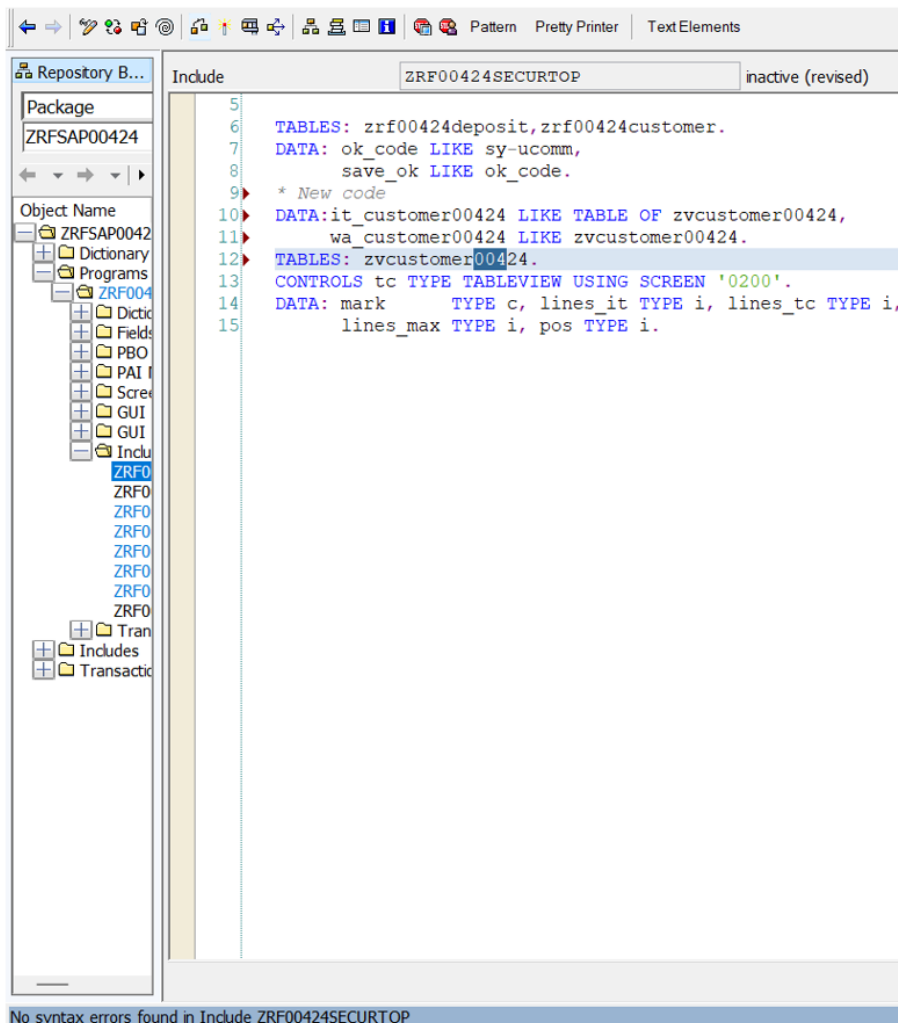 Pattern Pretty Printer Text Elements
Repository B...
Package
ZRFSAP00424
Object Name
ZRFSAP0042
Dictionary
Programs
ZRF004
Dictio
Fields
PBO
PAI
Scree
GUI
GUI
Inclu
ZRF0
ZRF0
ZRF0
ZRF0
ZRF0
ZRF0
ZRF0
ZRF0
Tran
Includes
Transactio
Include ZRF00424SECURTOP inactive (revised)
5
6 TABLES: zrf00424deposit,zrf00424customer.
7 DATA: ok_code LIKE sy-ucomm,
8 save_ok LIKE ok_code.
9 * New code
10 DATA:it_customer00424 LIKE TABLE OF zvcustomer00424,
11 wa_customer00424 LIKE zvcustomer00424.
12 TABLES: zvcustomer00424.
13 CONTROLS tc TYPE TABLEVIEW USING SCREEN '0200'.
14 DATA: mark TYPE c, lines_it TYPE i, lines_tc TYPE i,
15 lines_max TYPE i, pos TYPE i.
No syntax errors found in Include ZRF00424SECURTOP